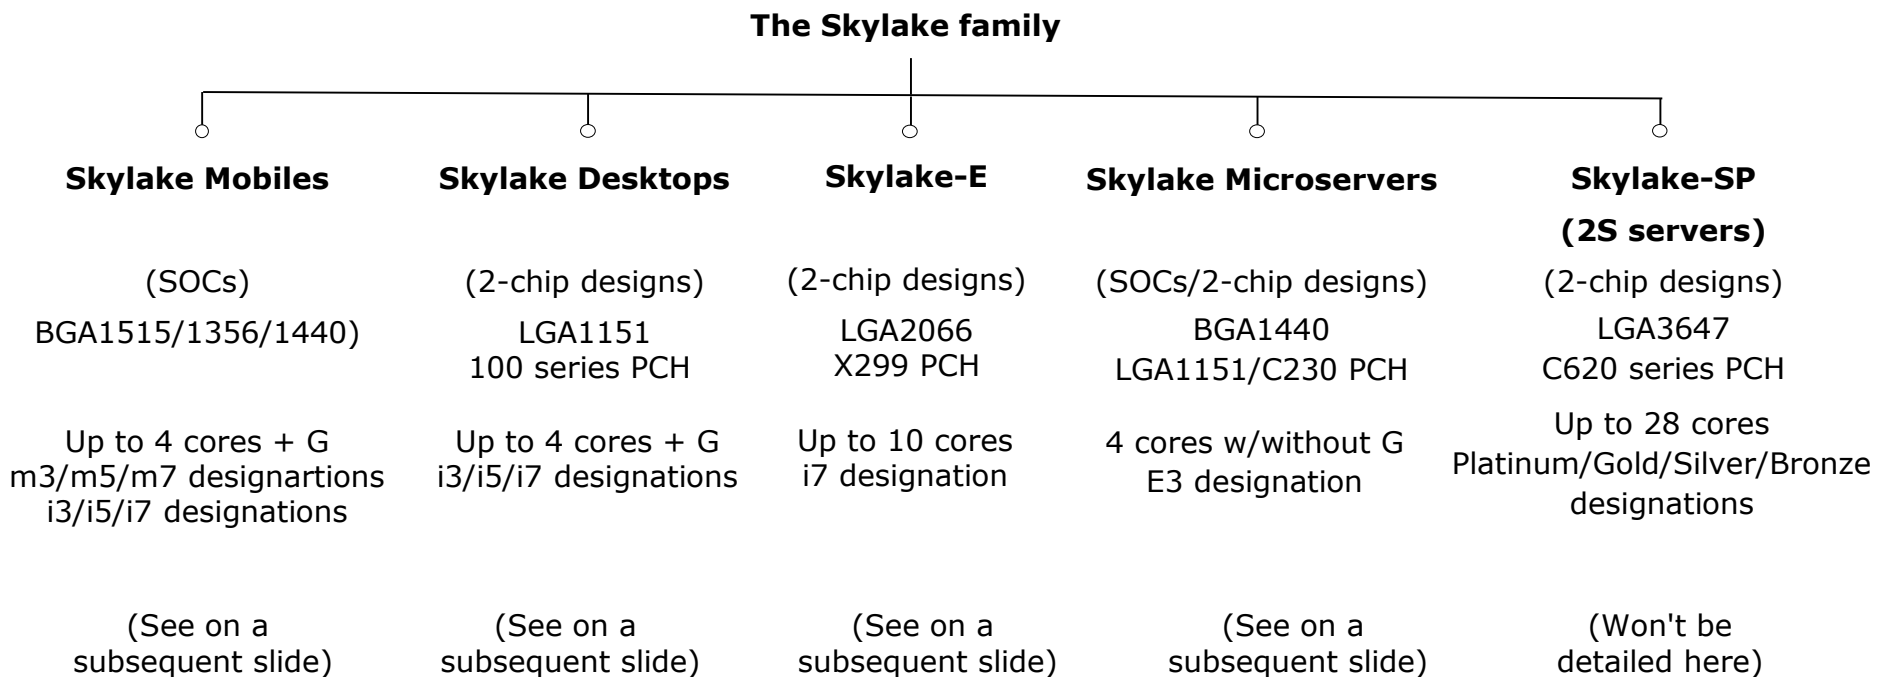 The Skylake family
Skylake Mobiles
(SOCs)
BGA1515/1356/1440)
Up to 4 cores + G
m3/m5/m7 designartions
i3/i5/i7 designations
(See on a
subsequent slide)
Skylake Desktops
(2-chip designs)
LGA1151
100 series PCH
Up to 4 cores + G
i3/i5/i7 designations
(See on a
subsequent slide)
Skylake-E
(2-chip designs)
LGA2066
X299 PCH
Up to 10 cores
i7 designation
(See on a
subsequent slide)
Skylake Microservers
(SOCs/2-chip designs)
BGA1440
LGA1151/C230 PCH
4 cores w/without G
E3 designation
(See on a
subsequent slide)
Skylake-SP
(2S servers)
(2-chip designs)
LGA3647
C620 series PCH
Up to 28 cores
Platinum/Gold/Silver/Bronze
designations
(Won't be
detailed here)